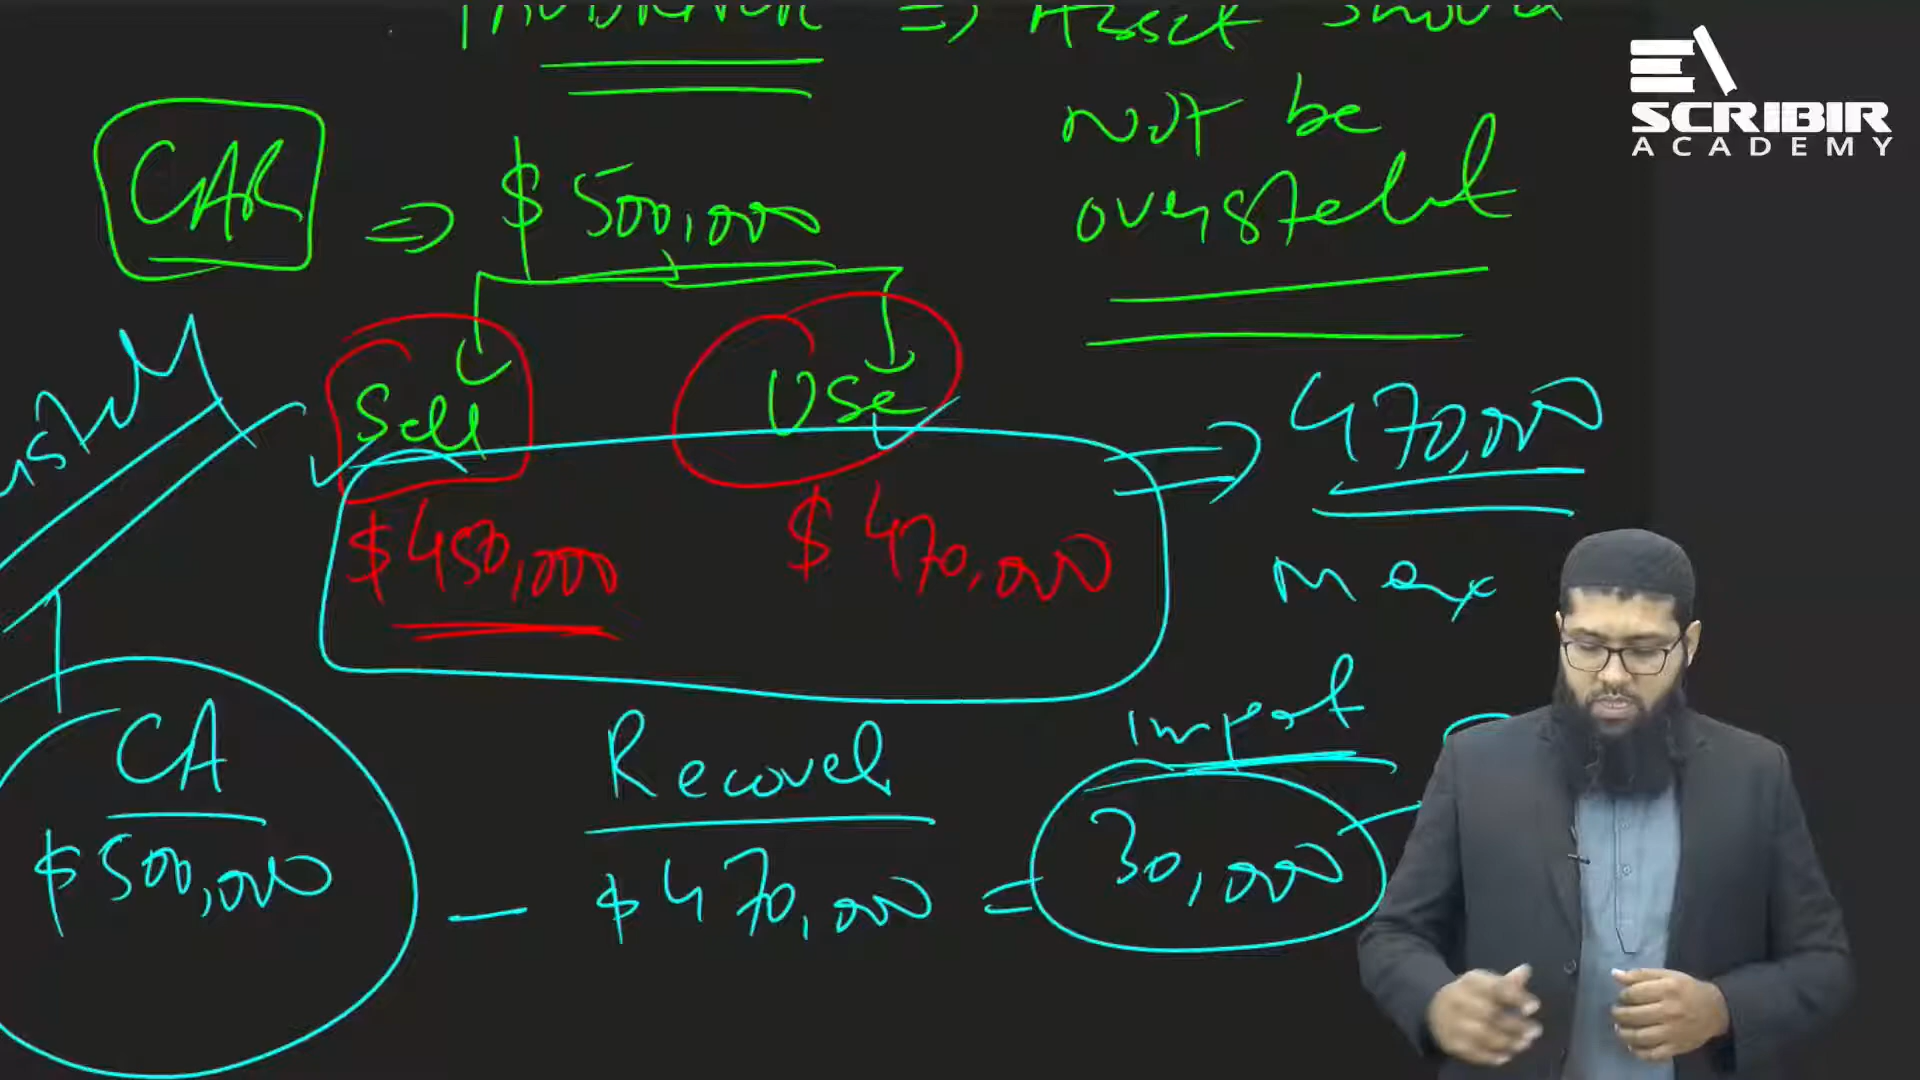 => Asset should
not be
overstated
SCRIBIR
ACADEMY
CAR => $500,000
Sell Use
$450,000 $470,000
=> 470,000
Max
CA Recovel Impart
$500,000 - $470,000 = 30,000